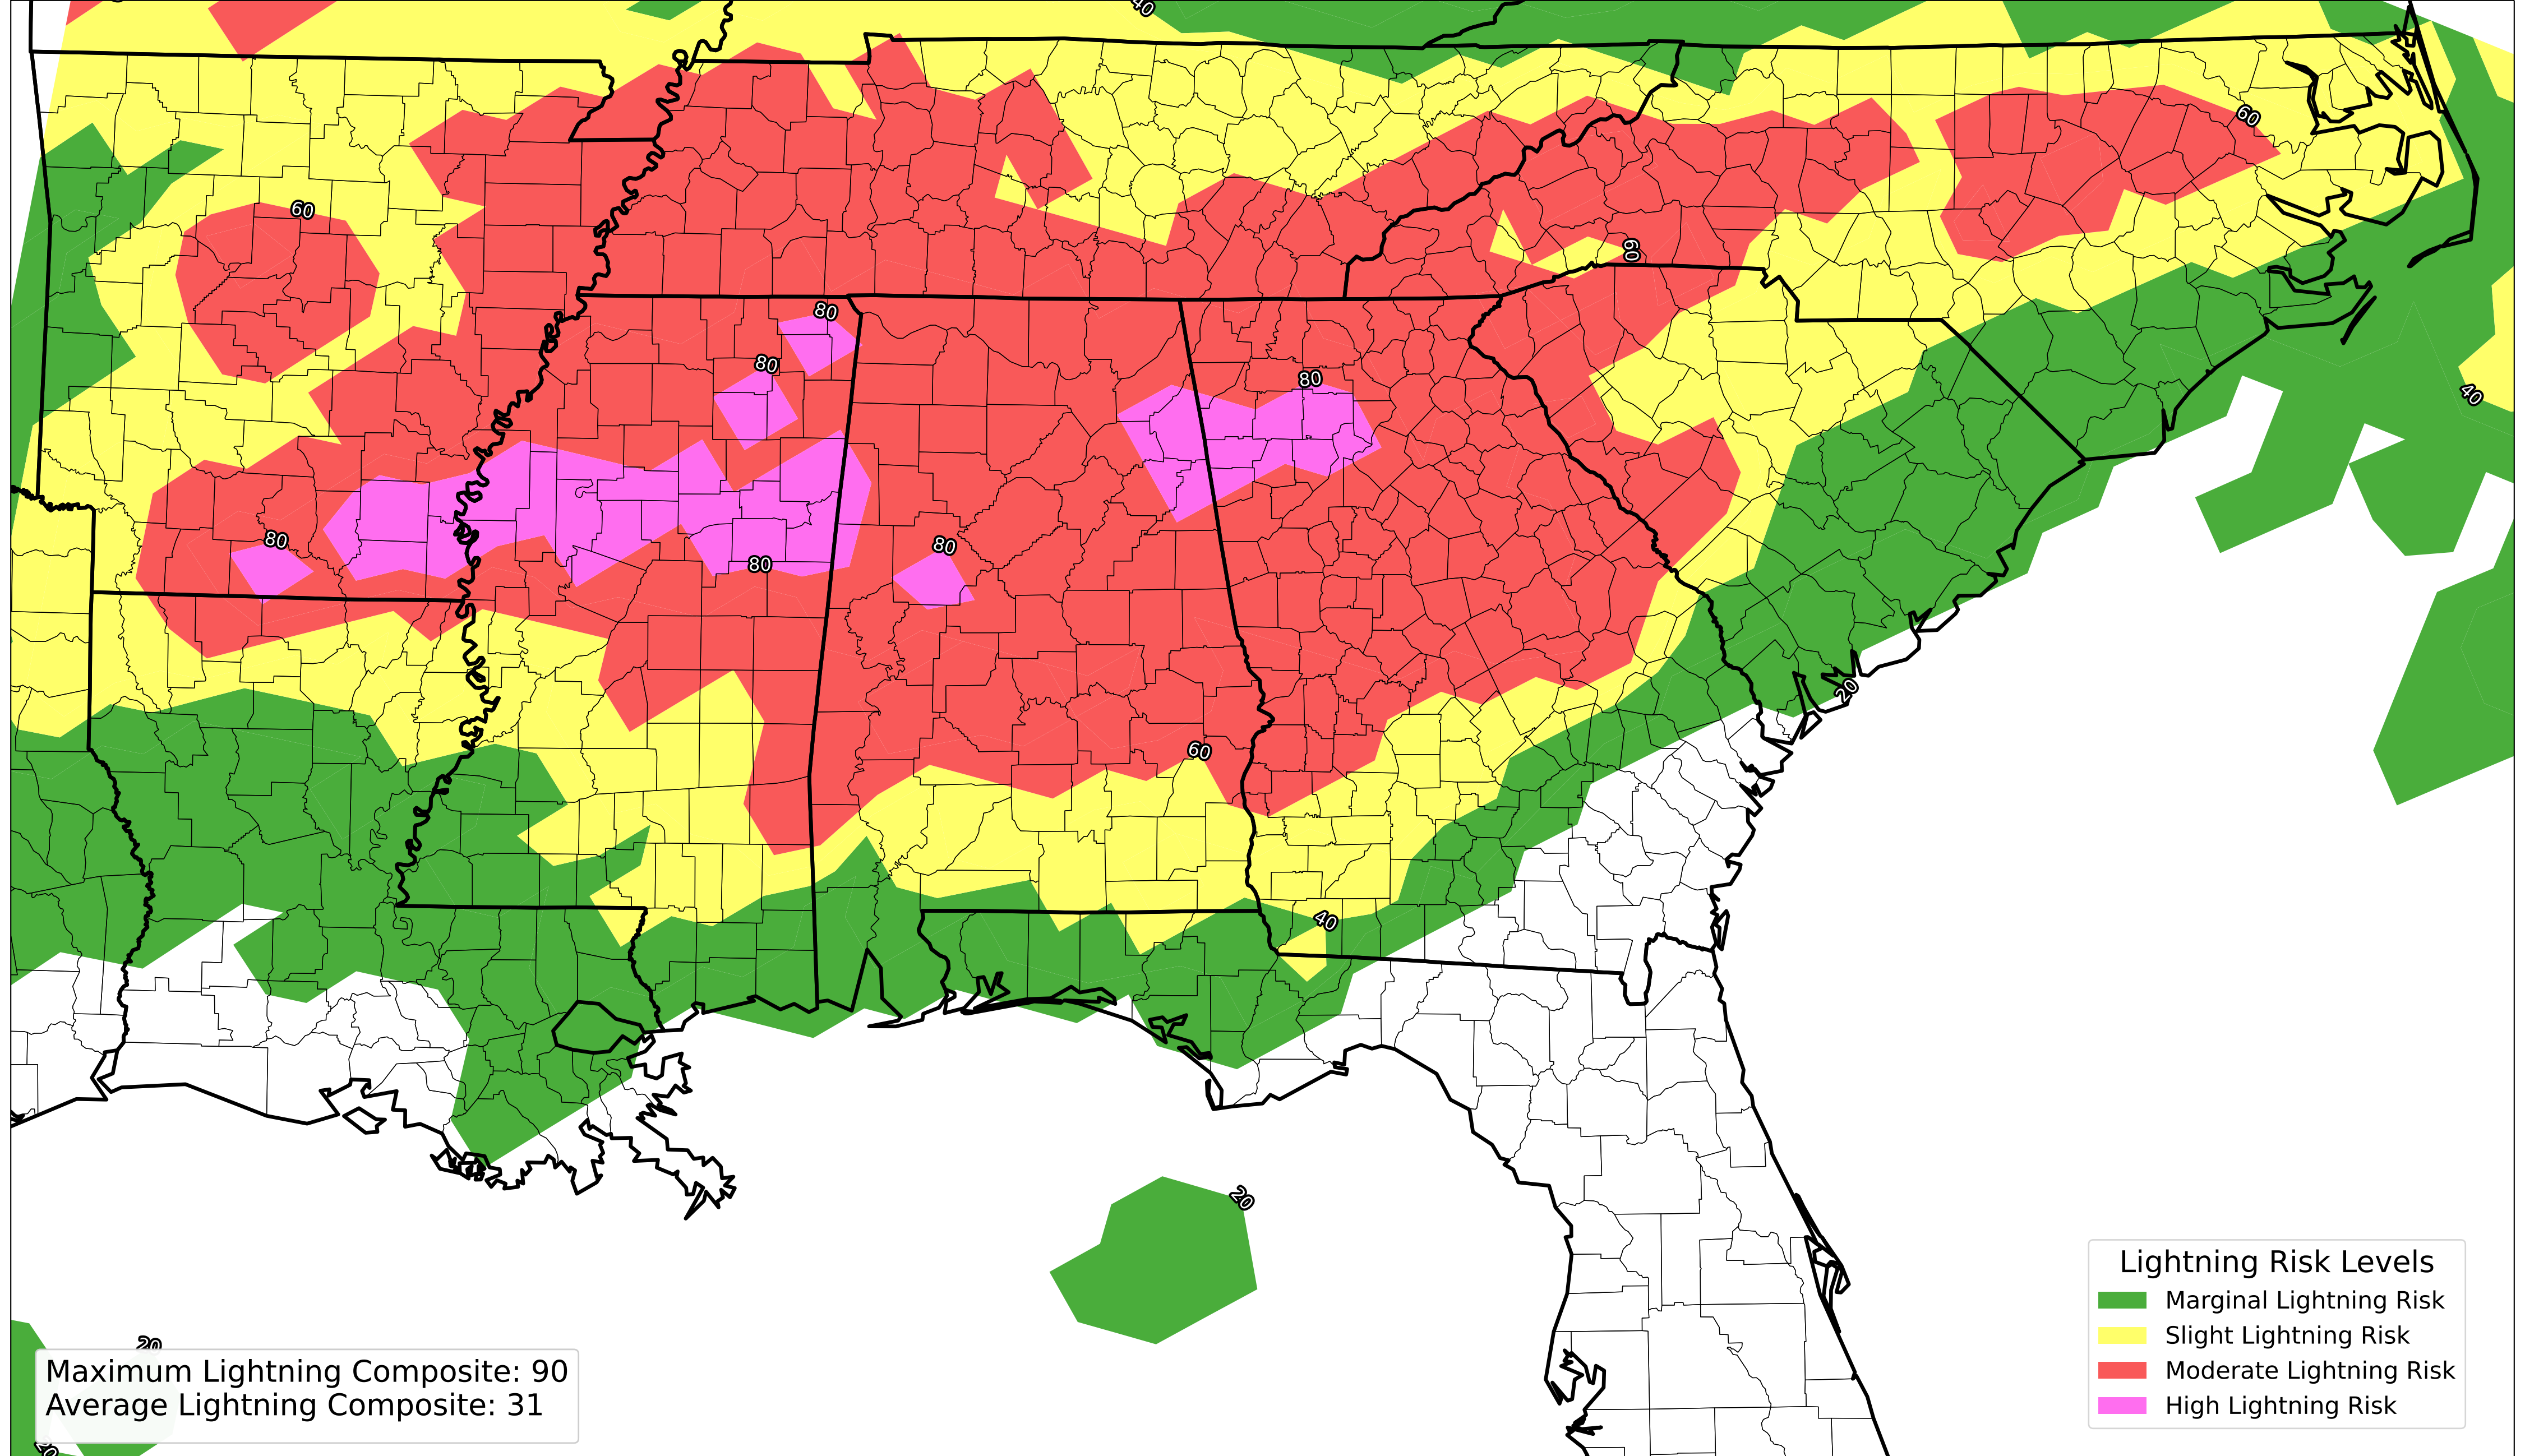 40
60
60
60
80
80
80
40
80
80
80
60
20
40
20
20
Maximum Lightning Composite: 90
Average Lightning Composite: 31
20
Lightning Risk Levels
Marginal Lightning Risk
Slight Lightning Risk
Moderate Lightning Risk
High Lightning Risk